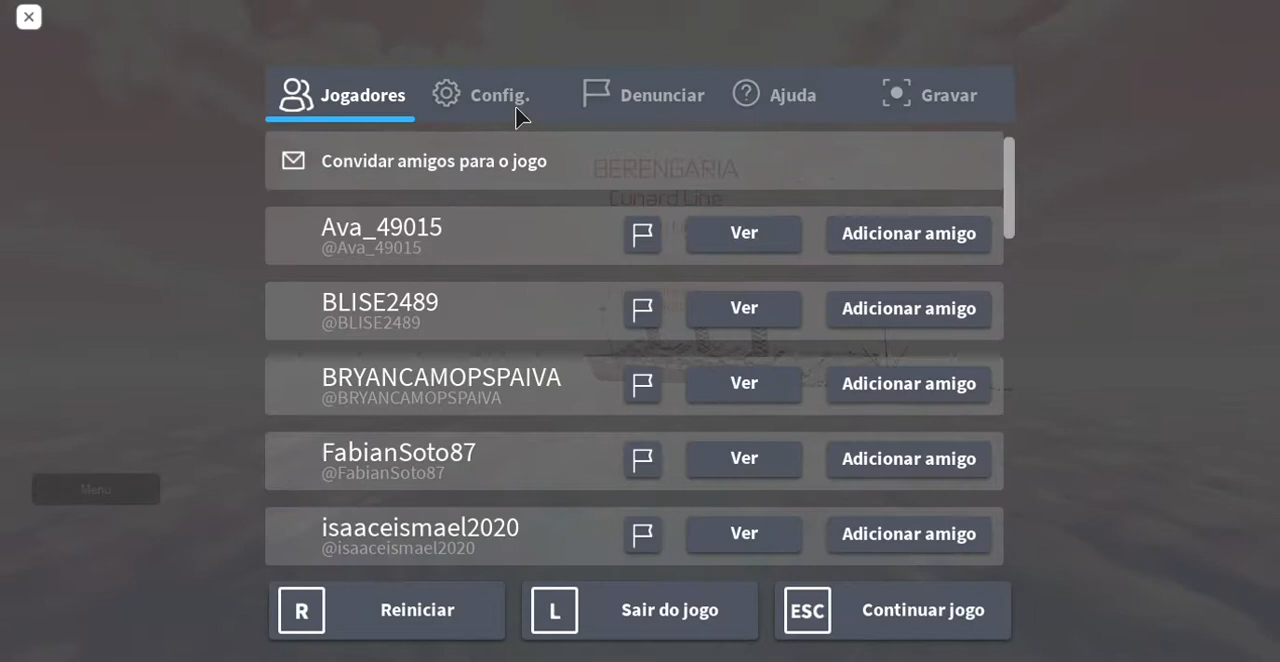 Jogadores
Config.
Denunciar
Ajuda
Gravar
Convidar amigos para o jogo
BERENGARIA
Cunard Line
Ava_49015
@Ava_49015
Ver
Adicionar amigo
BLISE2489
@BLISE2489
Ver
Adicionar amigo
BRYANCAMOPSPAIVA
@BRYANCAMOPSPAIVA
Ver
Adicionar amigo
FabianSoto87
@FabianSoto87
Ver
Adicionar amigo
Menu
isaaceismael2020
@isaaceismael2020
Ver
Adicionar amigo
R Reiniciar
L Sair do jogo
ESC Continuar jogo